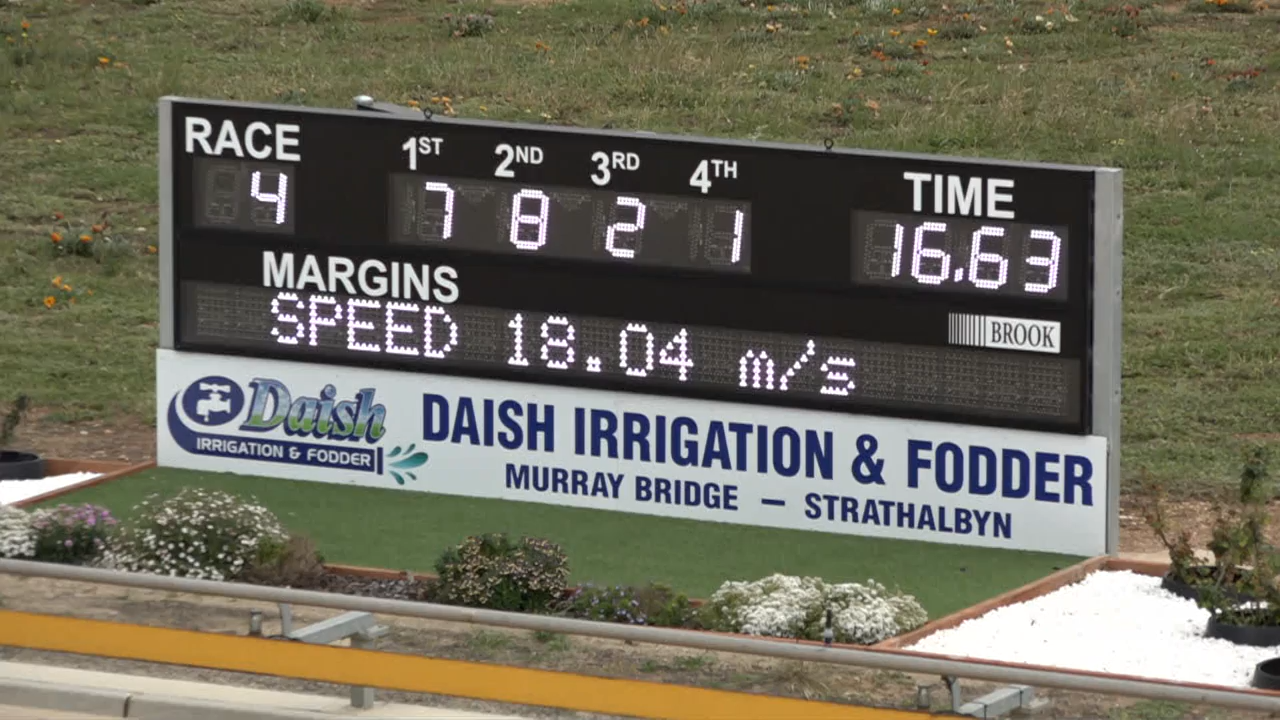 RACE 1ST 2ND 3RD 4TH TIME
4 7 8 2 1 16.63
MARGINS
SPEED 18.04 m/s
BROOK
Daish
IRRIGATION & FODDER
DAISH IRRIGATION & FODDER
MURRAY BRIDGE – STRATHALBYN